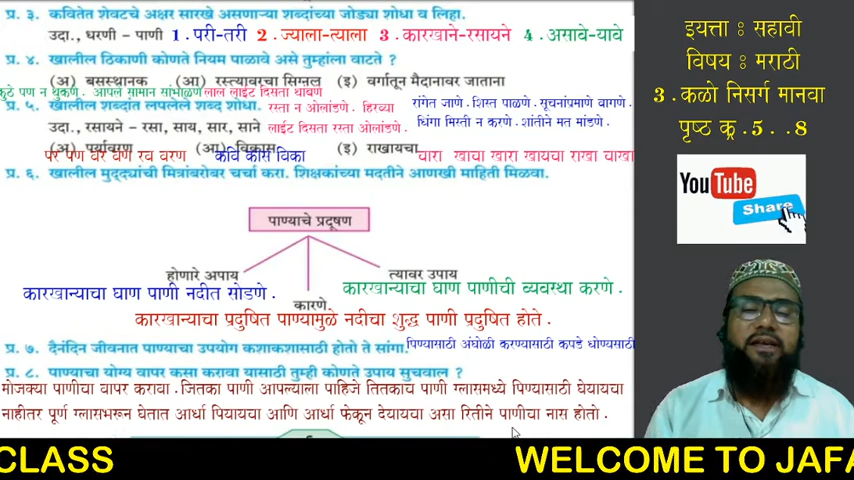 प्र. ३. कवितेत शेवटचे अक्षर सारखे असणाऱ्या शब्दांच्या जोड्या शोधा व लिहा.
उदा., धरणी - पाणी 1 . परी-तरी 2 . ज्याला-त्याला 3 . कारखाने-रसायने 4 . असावे-यावे
प्र. ४. खालील ठिकाणी कोणते नियम पाळावे असे तुम्हांला वाटते ?
(अ) बसस्थानक (आ) रस्त्यावरचा सिग्नल (इ) वर्गातून मैदानावर जाताना
कुठे पण न थुकणे. आपले सामान सांभाळणे लाल लाईट दिसता थांबणे
प्र. ५. खालील शब्दांत लपलेले शब्द शोधा. रस्ता न ओलांडणे . हिरव्या रांगेत जाणे . शिस्त पाळणे . सूचनांप्रमाणे वागणे .
उदा., रसायने - रसा, साय, सार, साने लाईट दिसता रस्ता ओलांडणे . धिंगा मिस्ती न करणे . शांतीने मत मांडणे .
(अ) पर्यावरण (आ) विकास (इ) राखायचा
पर पण वर वण रव वरण कवि कास विका चारा खाचा खारा खायचा राखा चाखा
प्र. ६. खालील मुद्द्यांची मित्रांबरोबर चर्चा करा. शिक्षकांच्या मदतीने आणखी माहिती मिळवा.
पाण्याचे प्रदूषण
होणारे अपाय
त्यावर उपाय
कारखान्याचा घाण पाणी नदीत सोडणे .
कारखान्याचा घाण पाणीची व्यवस्था करणे .
कारणे.
कारखान्याचा प्रदुषित पाण्यामुळे नदीचा शुद्ध पाणी प्रदुषित होते .
प्र. ७. दैनंदिन जीवनात पाण्याचा उपयोग कशाकशासाठी होतो ते सांगा. पिण्यासाठी अंघोळी करण्यासाठी कपडे धोण्यसाठी
प्र. ८. पाण्याचा योग्य वापर कसा करावा यासाठी तुम्ही कोणते उपाय सुचवाल ?
मोजक्या पाणीचा वापर करावा . जितका पाणी आपल्याला पाहिजे तितकाच पाणी ग्लासमध्ये पिण्यासाठी घेयायचा
नाहीतर पूर्ण ग्लासभरून घेतात आर्धा पियायचा आणि आर्धा फेकून देयायचा असा रितीने पाणीचा नास होतो .
इयत्ता : सहावी
विषय : मराठी
3 . कळो निसर्ग मानवा
पृष्ठ क्र . 5 . . 8
YouTube
Share
CLASS WELCOME TO JAFA